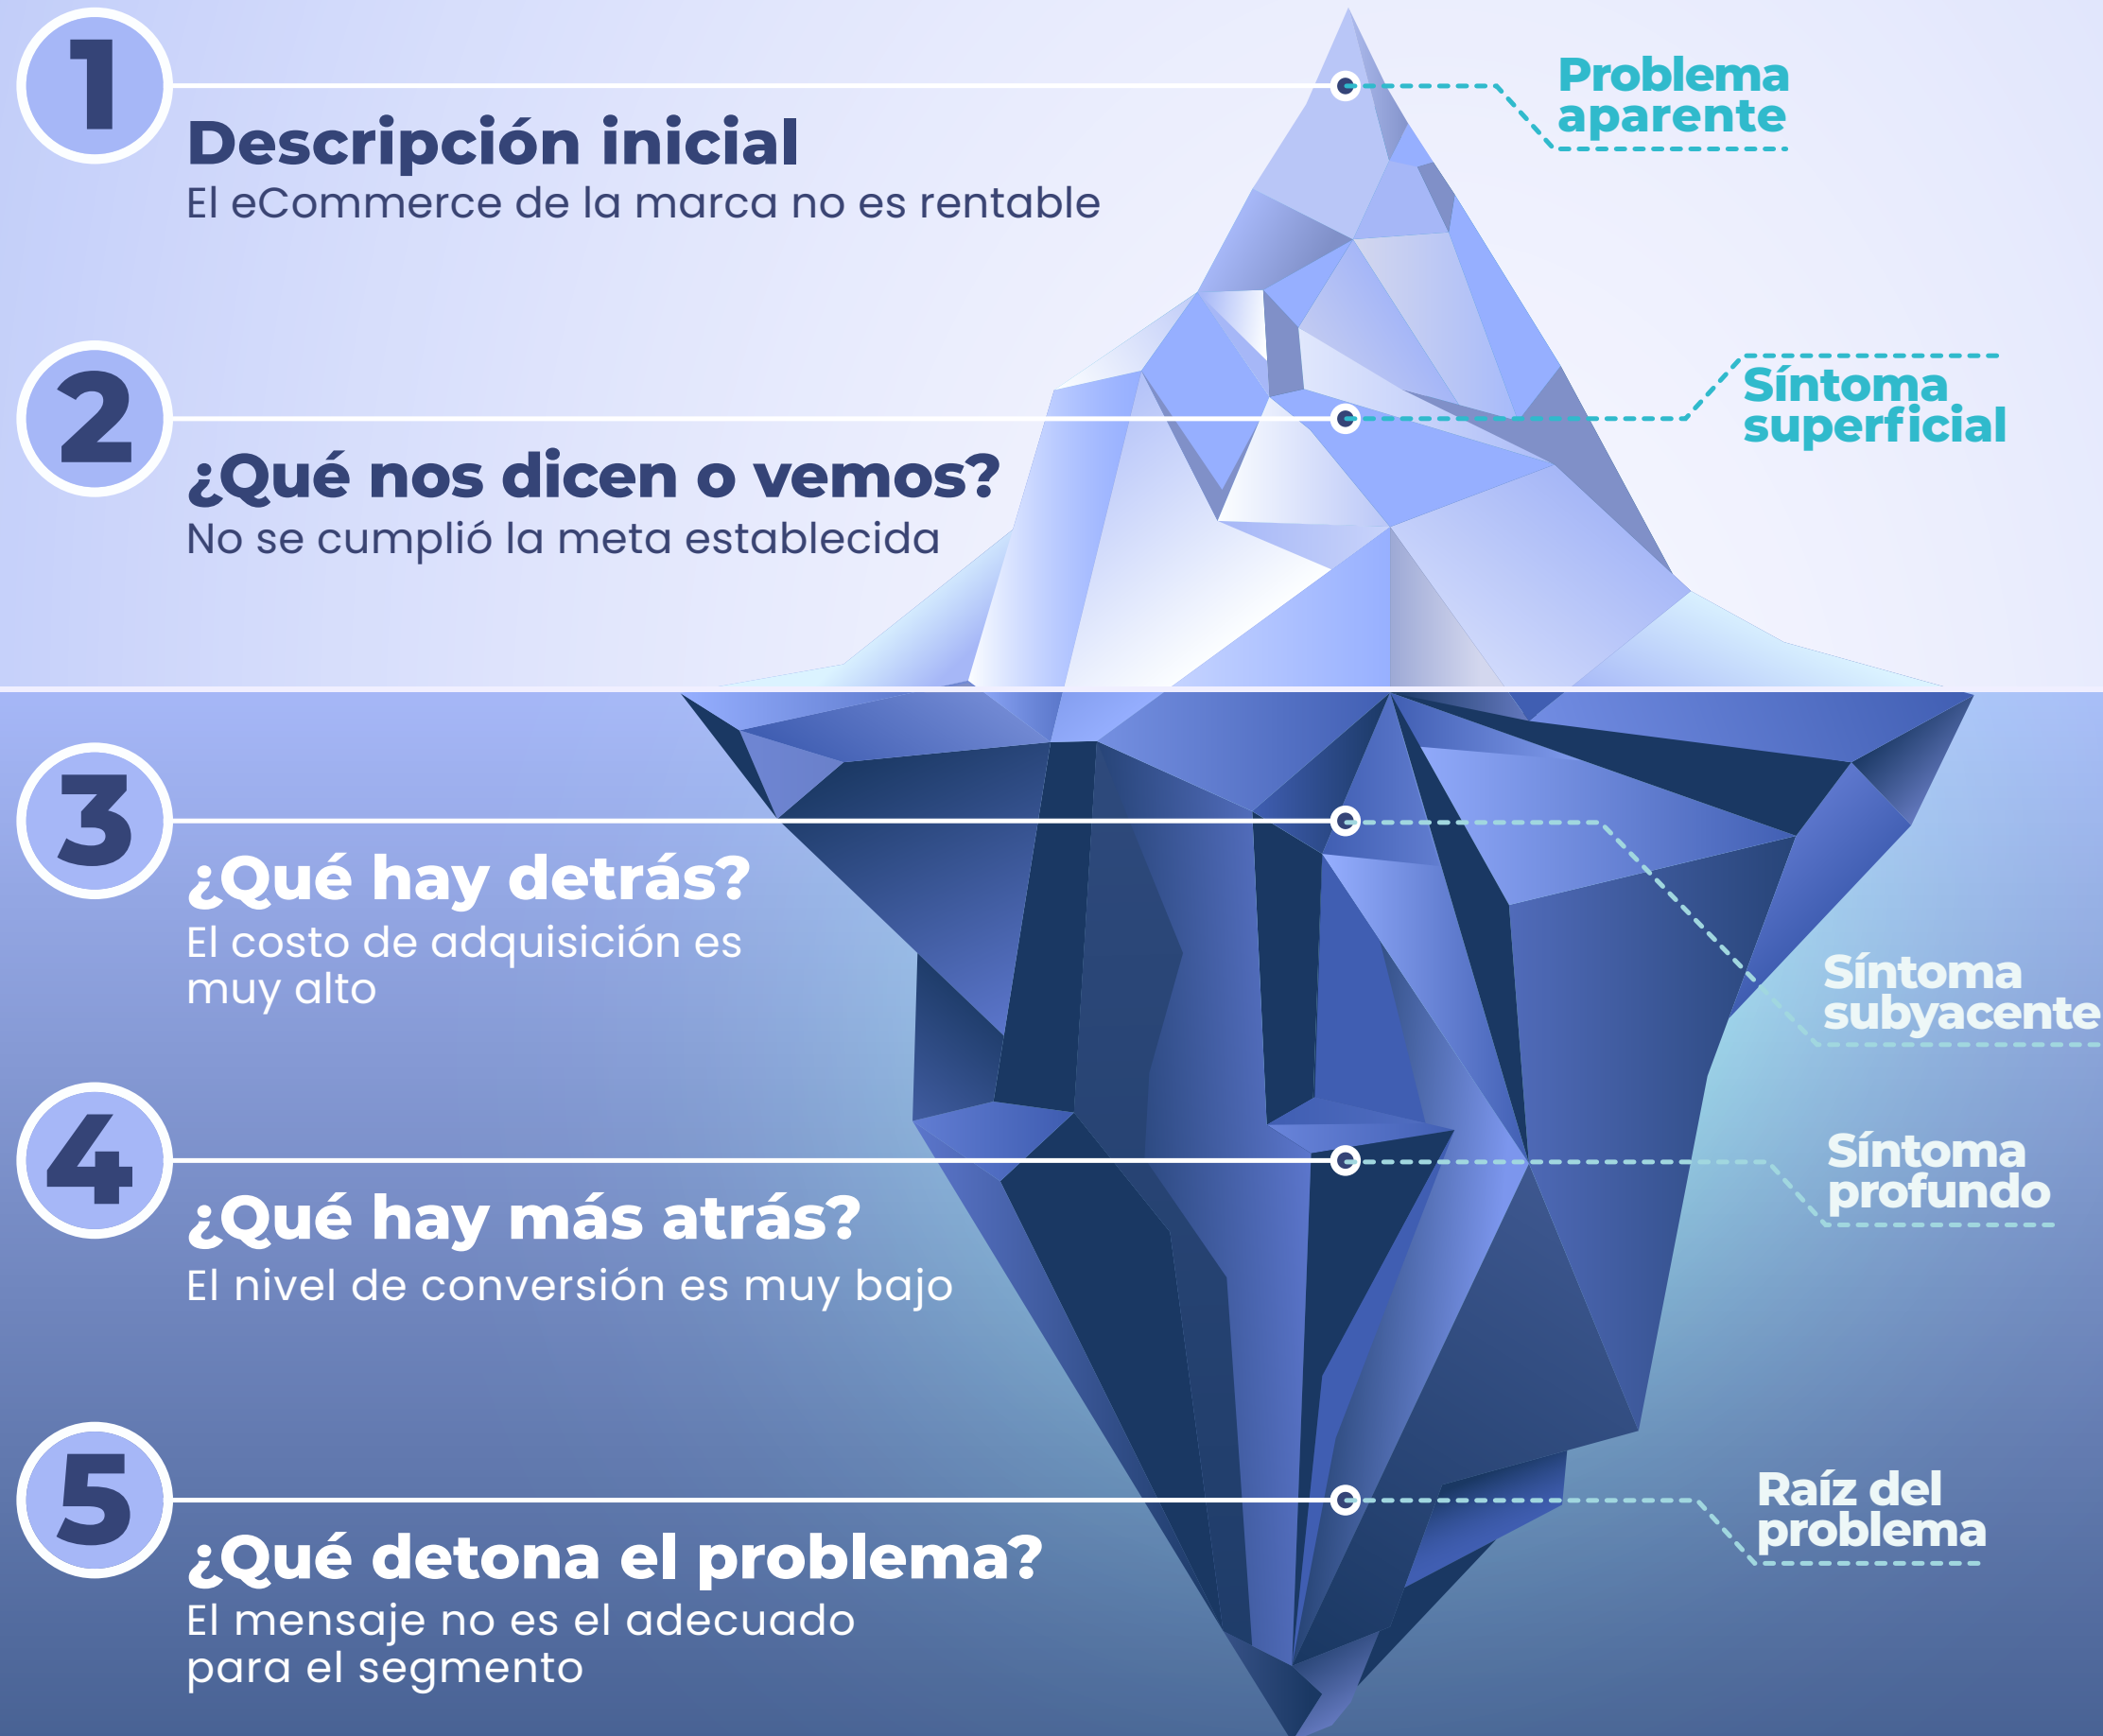 1
Descripción inicial
El eCommerce de la marca no es rentable
Problema
aparente
2
¿Qué nos dicen o vemos?
No se cumplió la meta establecida
Síntoma
superficial
3
¿Qué hay detrás?
El costo de adquisición es
muy alto
Síntoma
subyacente
4
¿Qué hay más atrás?
El nivel de conversión es muy bajo
Síntoma
profundo
5
¿Qué detona el problema?
El mensaje no es el adecuado
para el segmento
Raíz del
problema